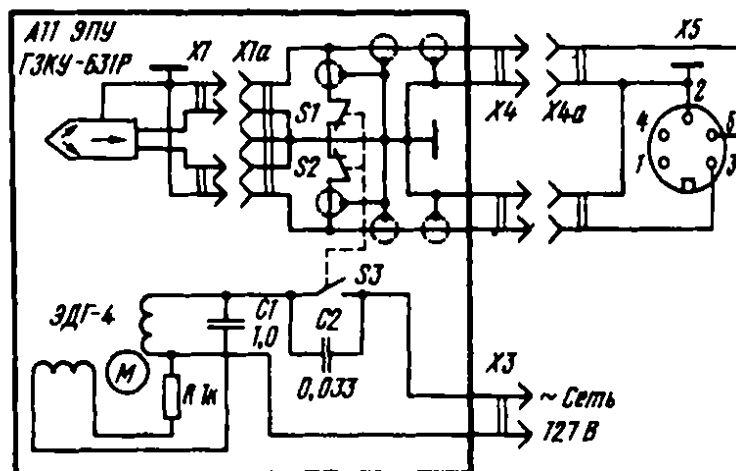 А11 ЭПУ
ГЗКУ-631Р
X1
X1а
X4
X4а
X5
S1
S2
2
4
5
1
3
S3
ЭДГ-4
C1
1,0
C2
0,033
М
R 1к
X3
~ Сеть
127 В